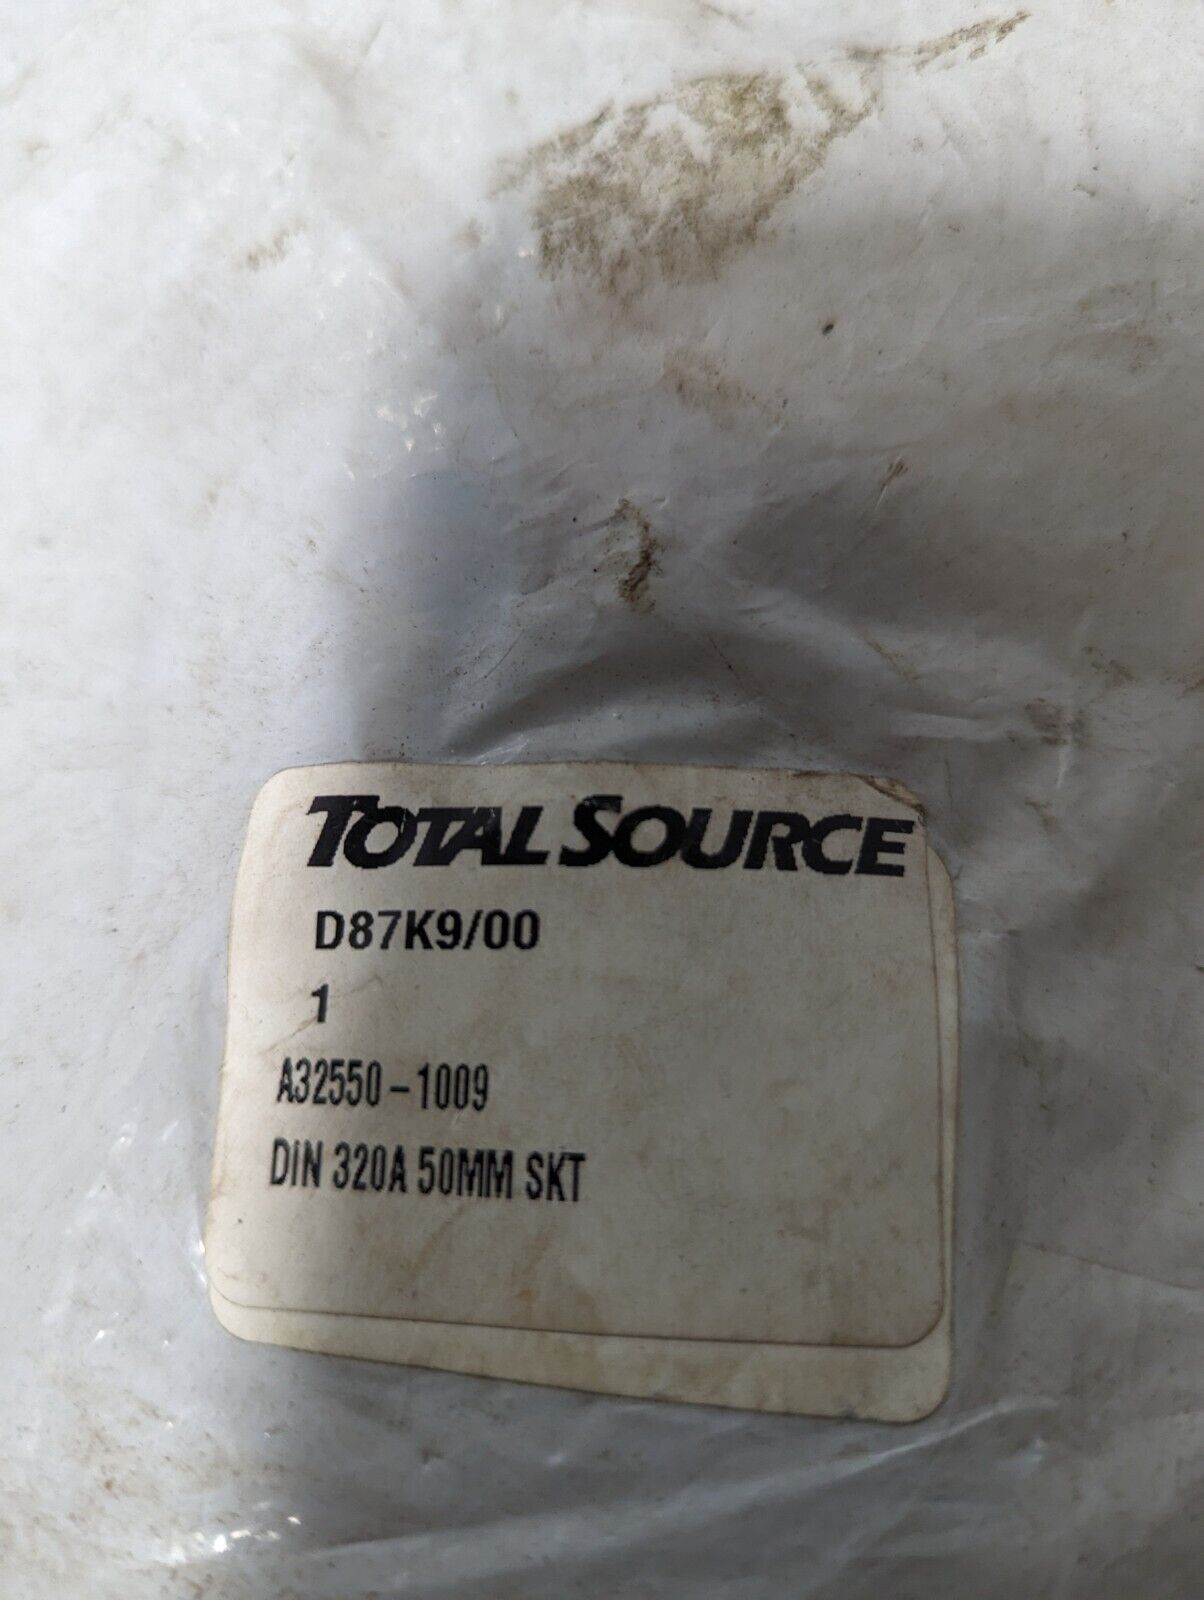 TOTAL SOURCE
D87K9/00
1
A32550-1009
DIN 320A 50MM SKT